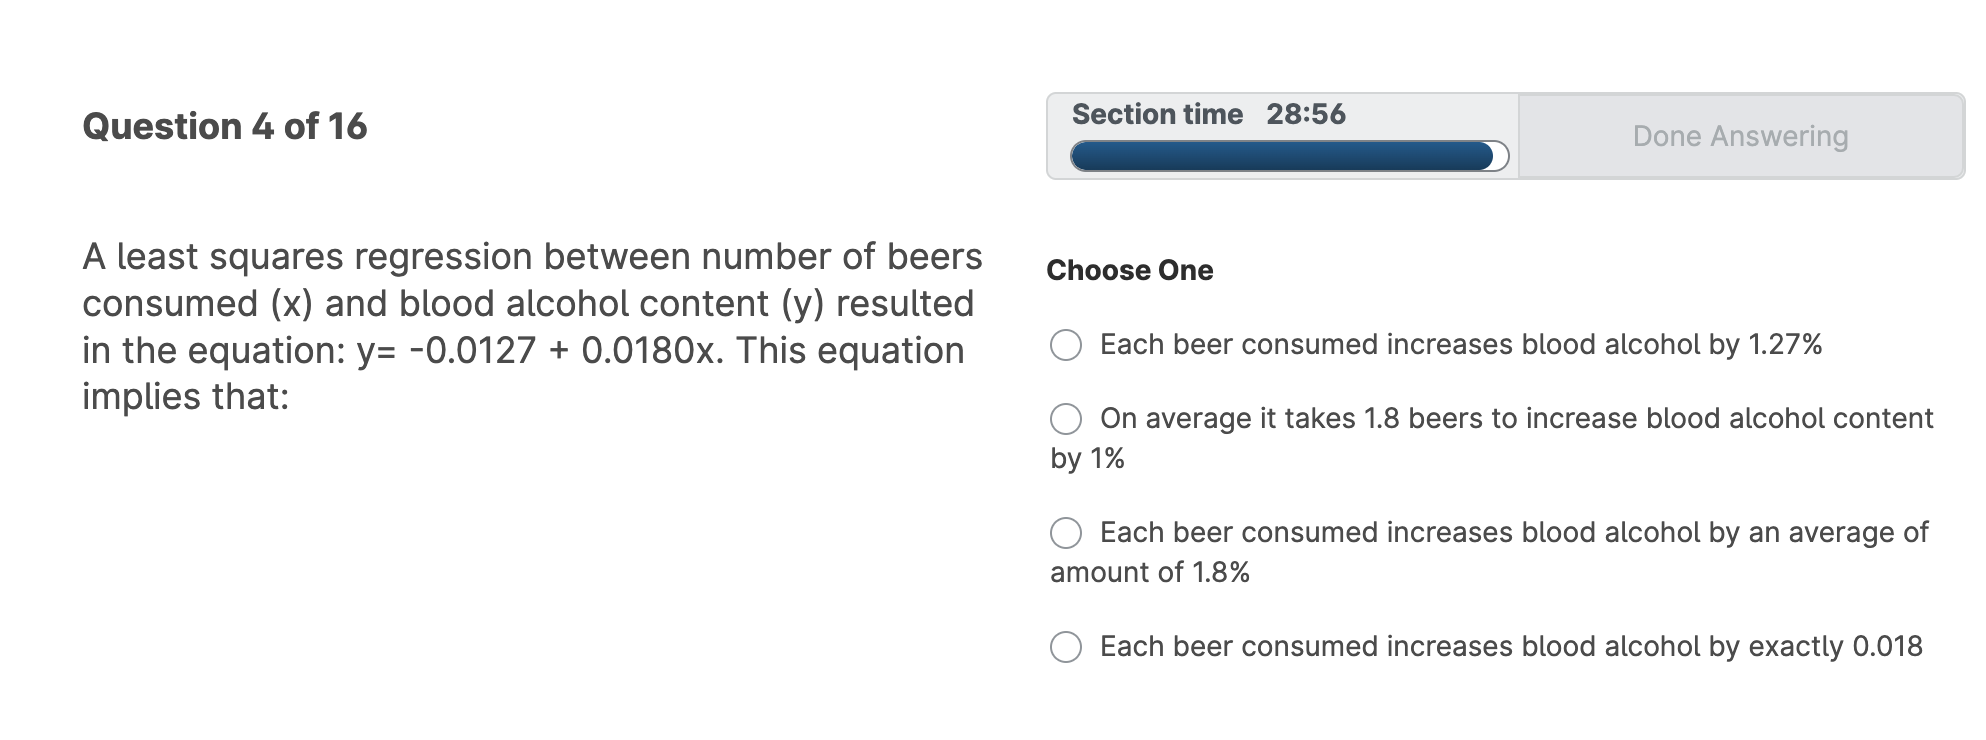 Question 4 of 16
Section time 28:56
Done Answering
A least squares regression between number of beers
consumed (x) and blood alcohol content (y) resulted
in the equation: y= -0.0127 + 0.0180x. This equation
implies that:
Choose One
Each beer consumed increases blood alcohol by 1.27%
On average it takes 1.8 beers to increase blood alcohol content
by 1%
Each beer consumed increases blood alcohol by an average of
amount of 1.8%
Each beer consumed increases blood alcohol by exactly 0.018